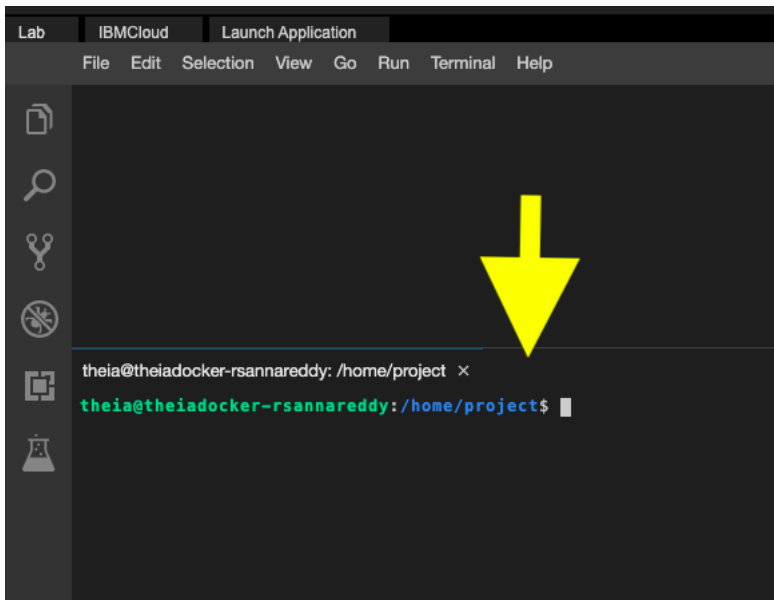 Lab IBMCloud Launch Application
File Edit Selection View Go Run Terminal Help
theia@theiadocker-rsannareddy: /home/project ×
theia@theiadocker-rsannareddy:/home/project$